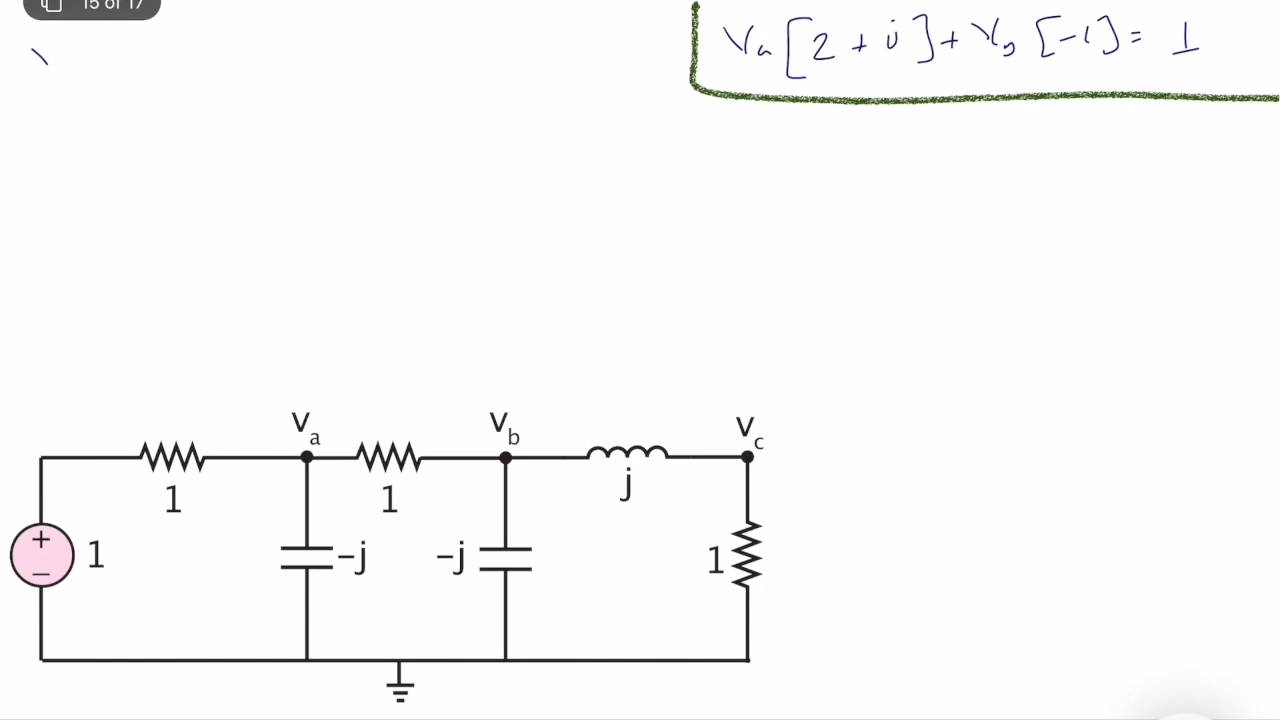 15 of 17
Va [2 + j] + Vb [-1] = 1
Va
Vb
Vc
1
1
j
+
−
1
−j
−j
1